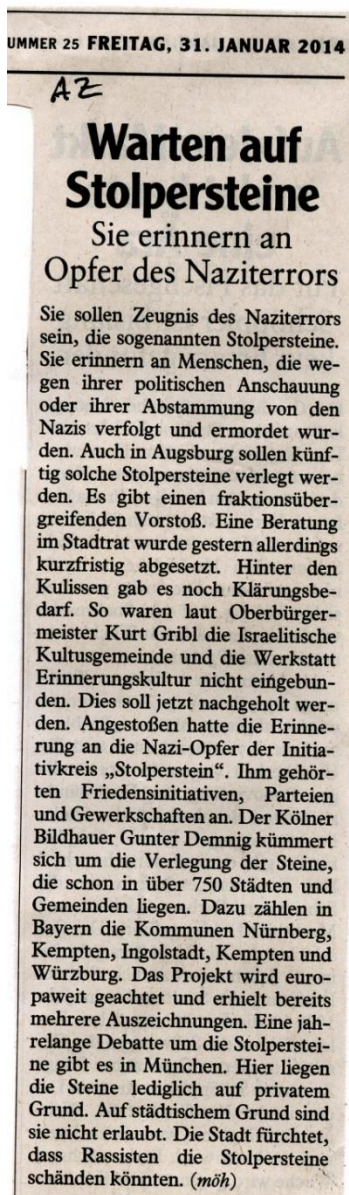 UMMER 25 FREITAG, 31. JANUAR 2014
AZ
Warten auf
Stolpersteine
Sie erinnern an
Opfer des Naziterrors
Sie sollen Zeugnis des Naziterrors
sein, die sogenannten Stolpersteine.
Sie erinnern an Menschen, die we-
gen ihrer politischen Anschauung
oder ihrer Abstammung von den
Nazis verfolgt und ermordet wur-
den. Auch in Augsburg sollen künf-
tig solche Stolpersteine verlegt wer-
den. Es gibt einen fraktionsüber-
greifenden Vorstoß. Eine Beratung
im Stadtrat wurde gestern allerdings
kurzfristig abgesetzt. Hinter den
Kulissen gab es noch Klärungsbe-
darf. So waren laut Oberbürger-
meister Kurt Gribl die Israelitische
Kultusgemeinde und die Werkstatt
Erinnerungskultur nicht eingebun-
den. Dies soll jetzt nachgeholt wer-
den. Angestoßen hatte die Erinne-
rung an die Nazi-Opfer der Initia-
tivkreis „Stolperstein“. Ihm gehör-
ten Friedensinitiativen, Parteien
und Gewerkschaften an. Der Kölner
Bildhauer Gunter Demnig kümmert
sich um die Verlegung der Steine,
die schon in über 750 Städten und
Gemeinden liegen. Dazu zählen in
Bayern die Kommunen Nürnberg,
Kempten, Ingolstadt, Kempten und
Würzburg. Das Projekt wird euro-
paweit geachtet und erhielt bereits
mehrere Auszeichnungen. Eine jah-
relange Debatte um die Stolperstei-
ne gibt es in München. Hier liegen
die Steine lediglich auf privatem
Grund. Auf städtischem Grund sind
sie nicht erlaubt. Die Stadt fürchtet,
dass Rassisten die Stolpersteine
schänden könnten. (möh)